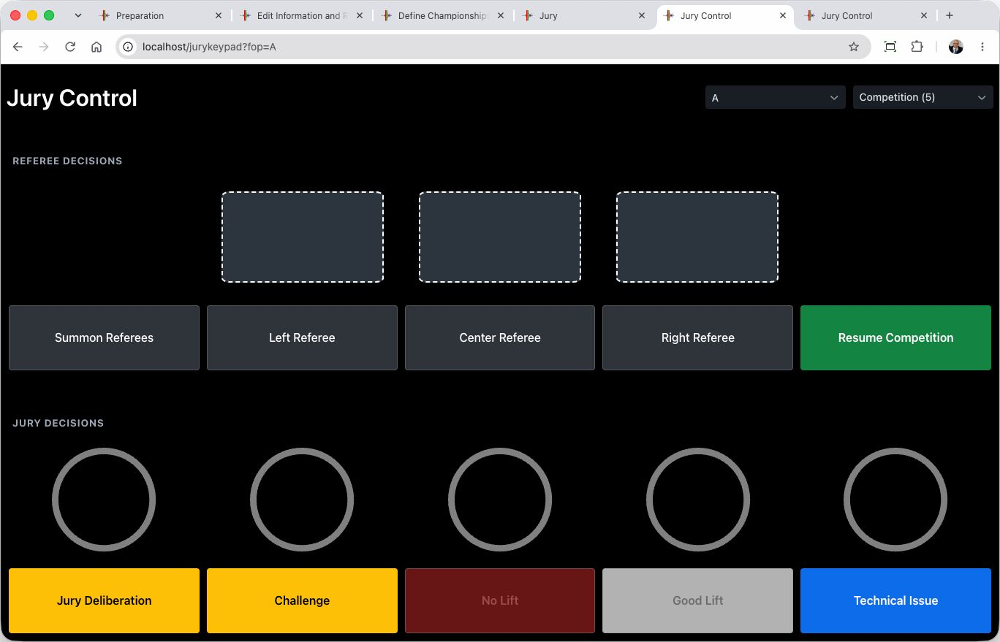 Preparation
Edit Information and R
Define Championship
Jury
Jury Control
Jury Control
localhost/jurykeypad?fop=A
Jury Control
A
Competition (5)
REFEREE DECISIONS
Summon Referees
Left Referee
Center Referee
Right Referee
Resume Competition
JURY DECISIONS
Jury Deliberation
Challenge
No Lift
Good Lift
Technical Issue